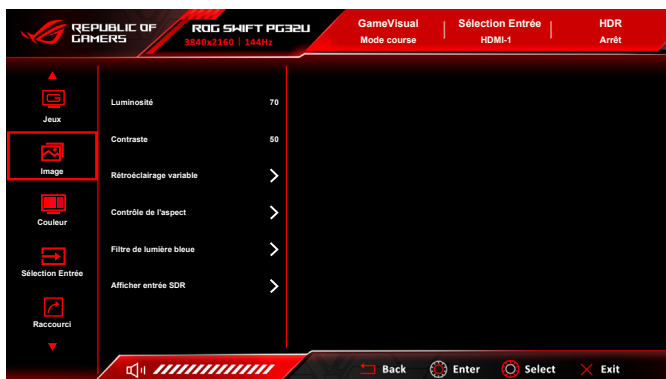 REPUBLIC OF
GAMERS
ROG SWIFT PG32U
3840x2160 | 144Hz
GameVisual
Mode course
Sélection Entrée
HDMI-1
HDR
Arrêt
Jeux
Image
Couleur
Sélection Entrée
Raccourci
Luminosité 70
Contraste 50
Rétroéclairage variable
Contrôle de l'aspect
Filtre de lumière bleue
Afficher entrée SDR
Back Enter Select Exit